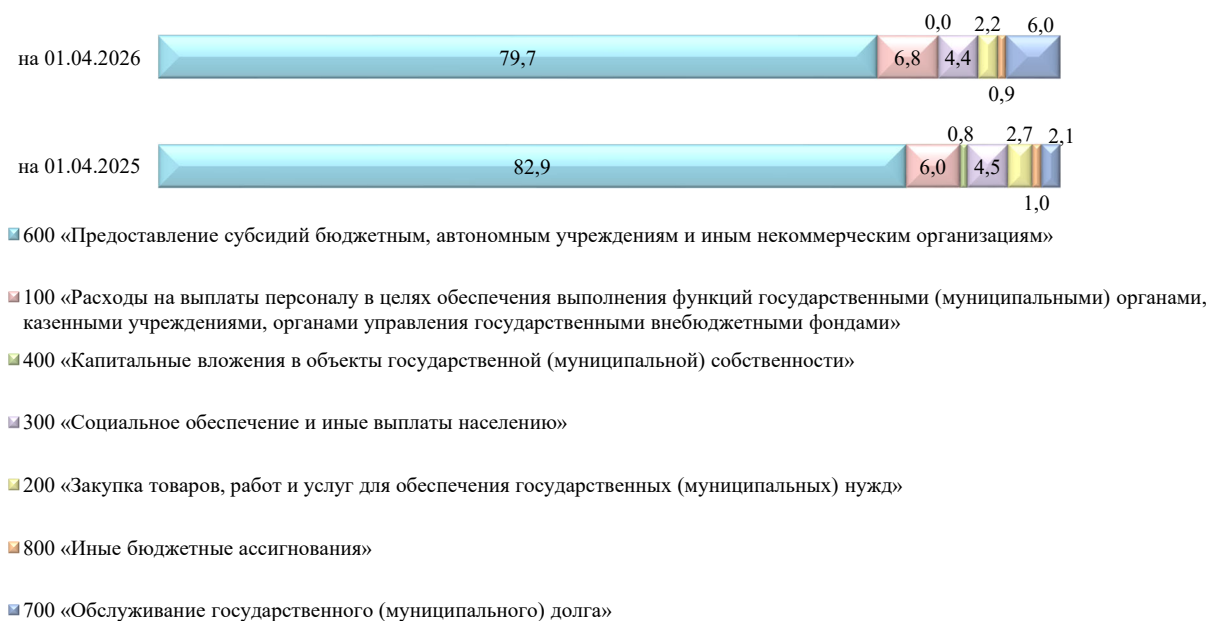 0,0 2,2 6,0
на 01.04.2026 79,7 6,8 4,4
0,9
0,8 2,7 2,1
на 01.04.2025 82,9 6,0 4,5
1,0
600 «Предоставление субсидий бюджетным, автономным учреждениям и иным некоммерческим организациям»
100 «Расходы на выплаты персоналу в целях обеспечения выполнения функций государственными (муниципальными) органами,
казенными учреждениями, органами управления государственными внебюджетными фондами»
400 «Капитальные вложения в объекты государственной (муниципальной) собственности»
300 «Социальное обеспечение и иные выплаты населению»
200 «Закупка товаров, работ и услуг для обеспечения государственных (муниципальных) нужд»
800 «Иные бюджетные ассигнования»
700 «Обслуживание государственного (муниципального) долга»